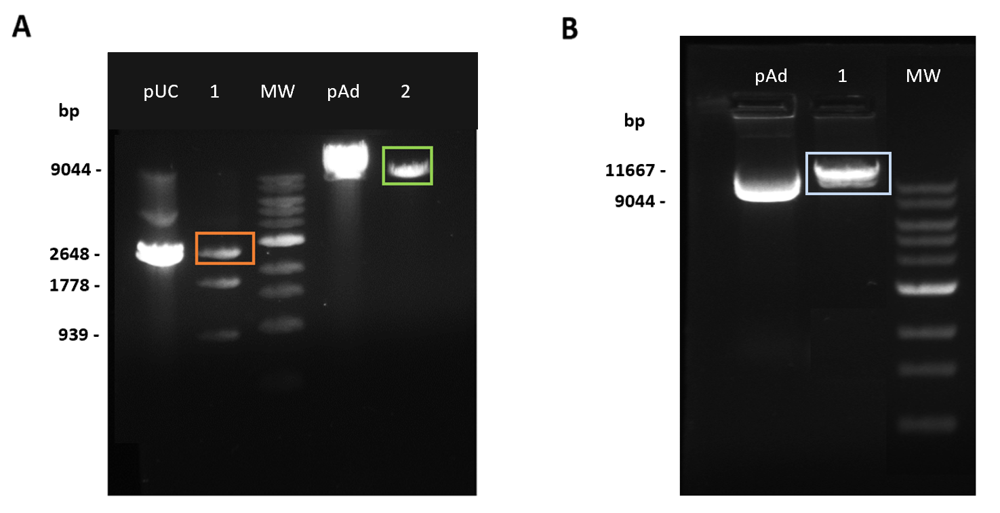 A
pUC 1 MW pAd 2
bp
9044 -
2648 -
1778 -
939 -
B
pAd 1 MW
bp
11667 -
9044 -